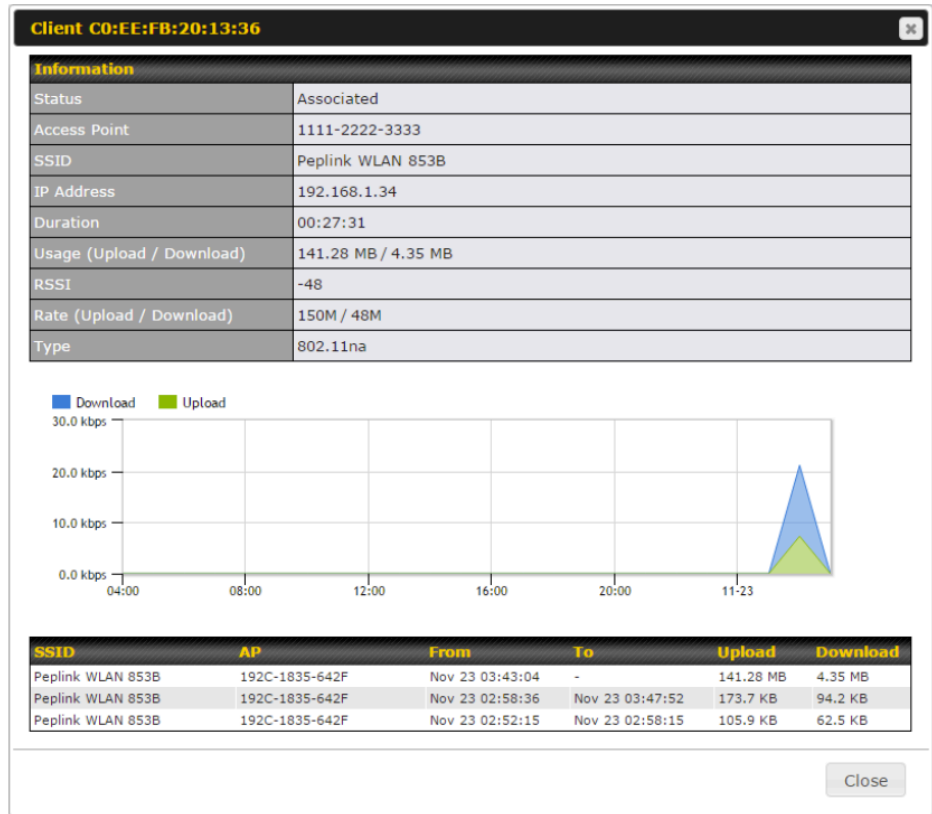 Client C0:EE:FB:20:13:36
Information
Status Associated
Access Point 1111-2222-3333
SSID Peplink WLAN 853B
IP Address 192.168.1.34
Duration 00:27:31
Usage (Upload / Download) 141.28 MB / 4.35 MB
RSSI -48
Rate (Upload / Download) 150M / 48M
Type 802.11na
Download Upload
30.0 kbps
20.0 kbps
10.0 kbps
0.0 kbps
04:00 08:00 12:00 16:00 20:00 11-23
SSID AP From To Upload Download
Peplink WLAN 853B 192C-1835-642F Nov 23 03:43:04 - 141.28 MB 4.35 MB
Peplink WLAN 853B 192C-1835-642F Nov 23 02:58:36 Nov 23 03:47:52 173.7 KB 94.2 KB
Peplink WLAN 853B 192C-1835-642F Nov 23 02:52:15 Nov 23 02:58:15 105.9 KB 62.5 KB
Close